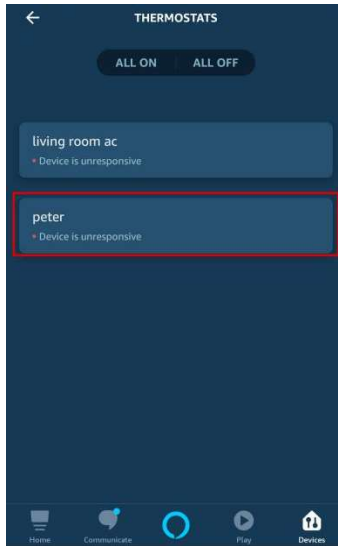 THERMOSTATS
ALL ON ALL OFF
living room ac
• Device is unresponsive
peter
• Device is unresponsive
Home Communicate Play Devices